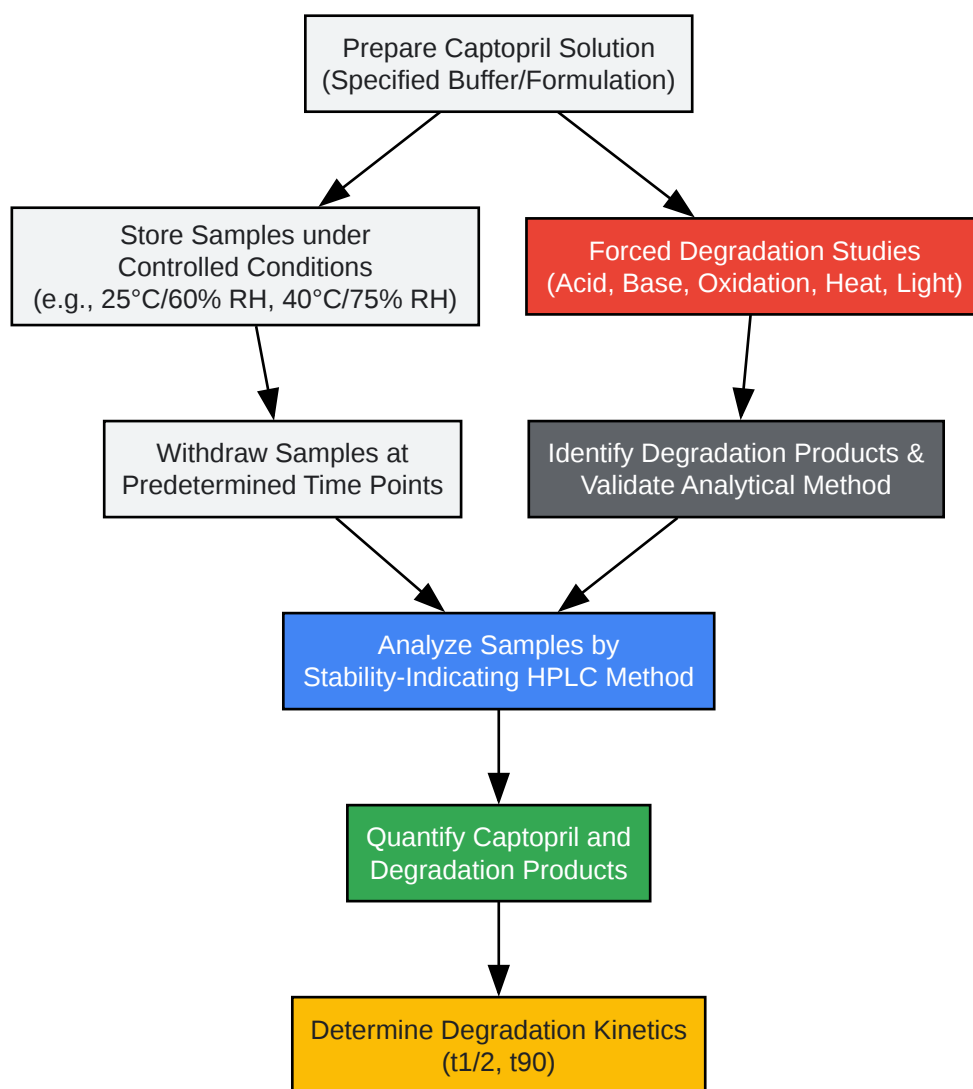 Prepare Captopril Solution
(Specified Buffer/Formulation)
Store Samples under
Controlled Conditions
(e.g., 25°C/60% RH, 40°C/75% RH)
Forced Degradation Studies
(Acid, Base, Oxidation, Heat, Light)
Withdraw Samples at
Predetermined Time Points
Identify Degradation Products &
Validate Analytical Method
Analyze Samples by
Stability-Indicating HPLC Method
Quantify Captopril and
Degradation Products
Determine Degradation Kinetics
(t1/2, t90)